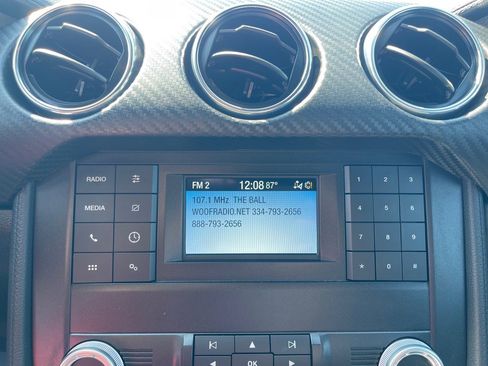 FM 2 12:08 87°
107.1 MHz THE BALL
WOOFRADIO.NET 334-793-2656
888-793-2656
RADIO
MEDIA
1 2 3
4 5 6
7 8 9
* 0 #
OK